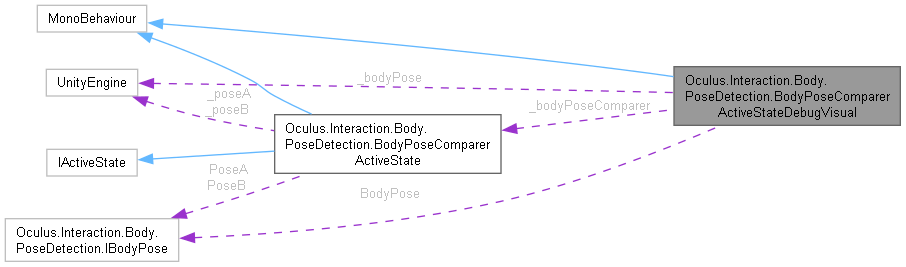 MonoBehaviour
UnityEngine
_bodyPose
_poseA
_poseB
_bodyPoseComparer
Oculus.Interaction.Body.
PoseDetection.BodyPoseComparer
ActiveStateDebugVisual
Oculus.Interaction.Body.
PoseDetection.BodyPoseComparer
ActiveState
IActiveState
PoseA
PoseB
BodyPose
Oculus.Interaction.Body.
PoseDetection.IBodyPose